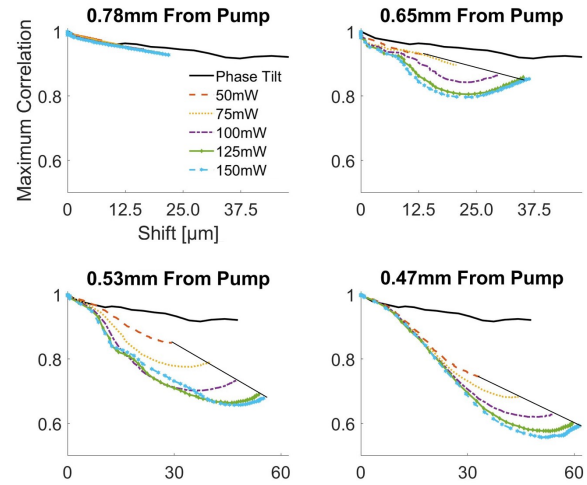 0.78mm From Pump
0.65mm From Pump
Maximum Correlation
1
0.8
0.6
0
12.5
25.0
37.5
Shift [µm]
Phase Tilt
50mW
75mW
100mW
125mW
150mW
1
0.8
0.6
0
12.5
25.0
37.5
0.53mm From Pump
0.47mm From Pump
1
0.8
0.6
0
30
60
1
0.8
0.6
0
30
60